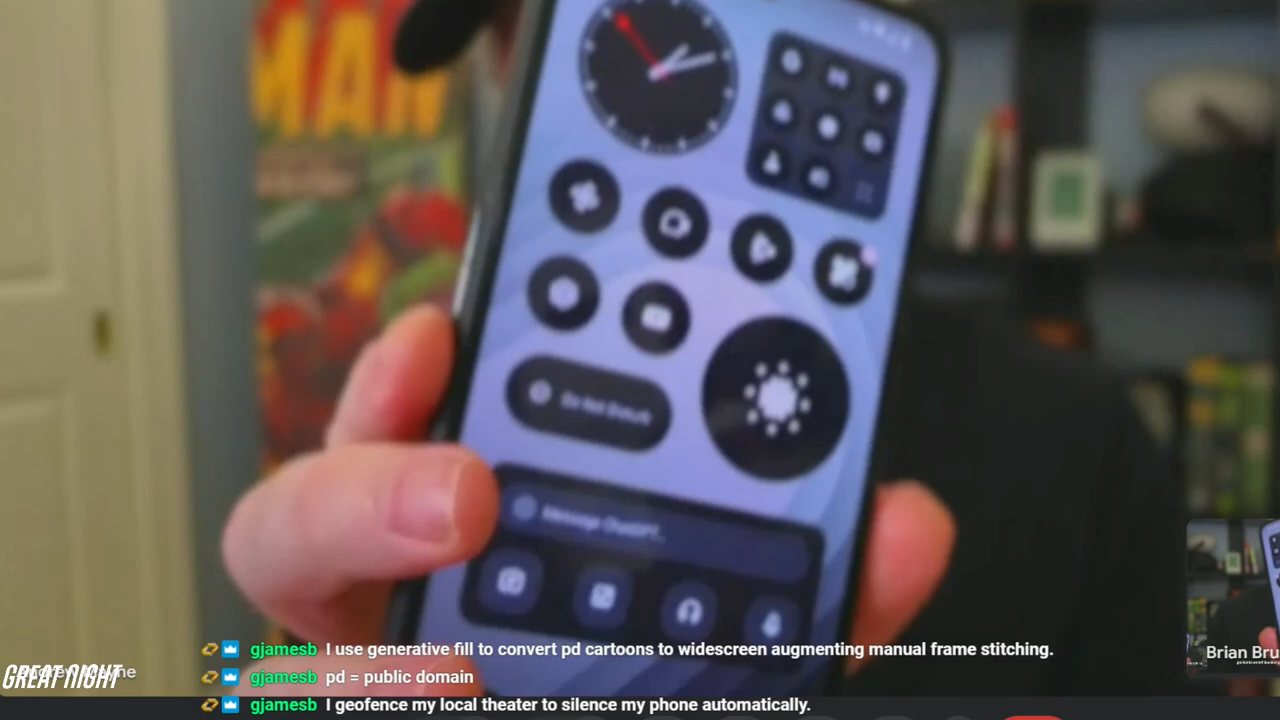 MAN
Do Not Disturb
Message ChatGPT...
gjamesb I use generative fill to convert pd cartoons to widescreen augmenting manual frame stitching.
gjamesb pd = public domain
gjamesb I geofence my local theater to silence my phone automatically.
GREAT NIGHT
Brian Bru